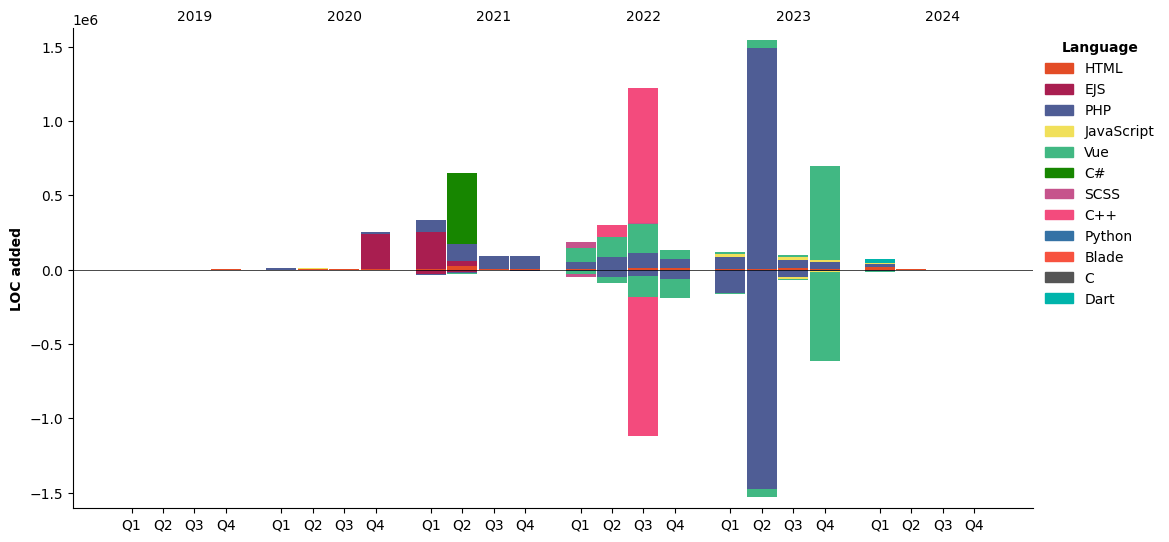 1e6
2019 2020 2021 2022 2023 2024
LOC added
1.5
1.0
0.5
0.0
−0.5
−1.0
−1.5
Q1 Q2 Q3 Q4 Q1 Q2 Q3 Q4 Q1 Q2 Q3 Q4 Q1 Q2 Q3 Q4 Q1 Q2 Q3 Q4 Q1 Q2 Q3 Q4
Language
HTML
EJS
PHP
JavaScript
Vue
C#
SCSS
C++
Python
Blade
C
Dart